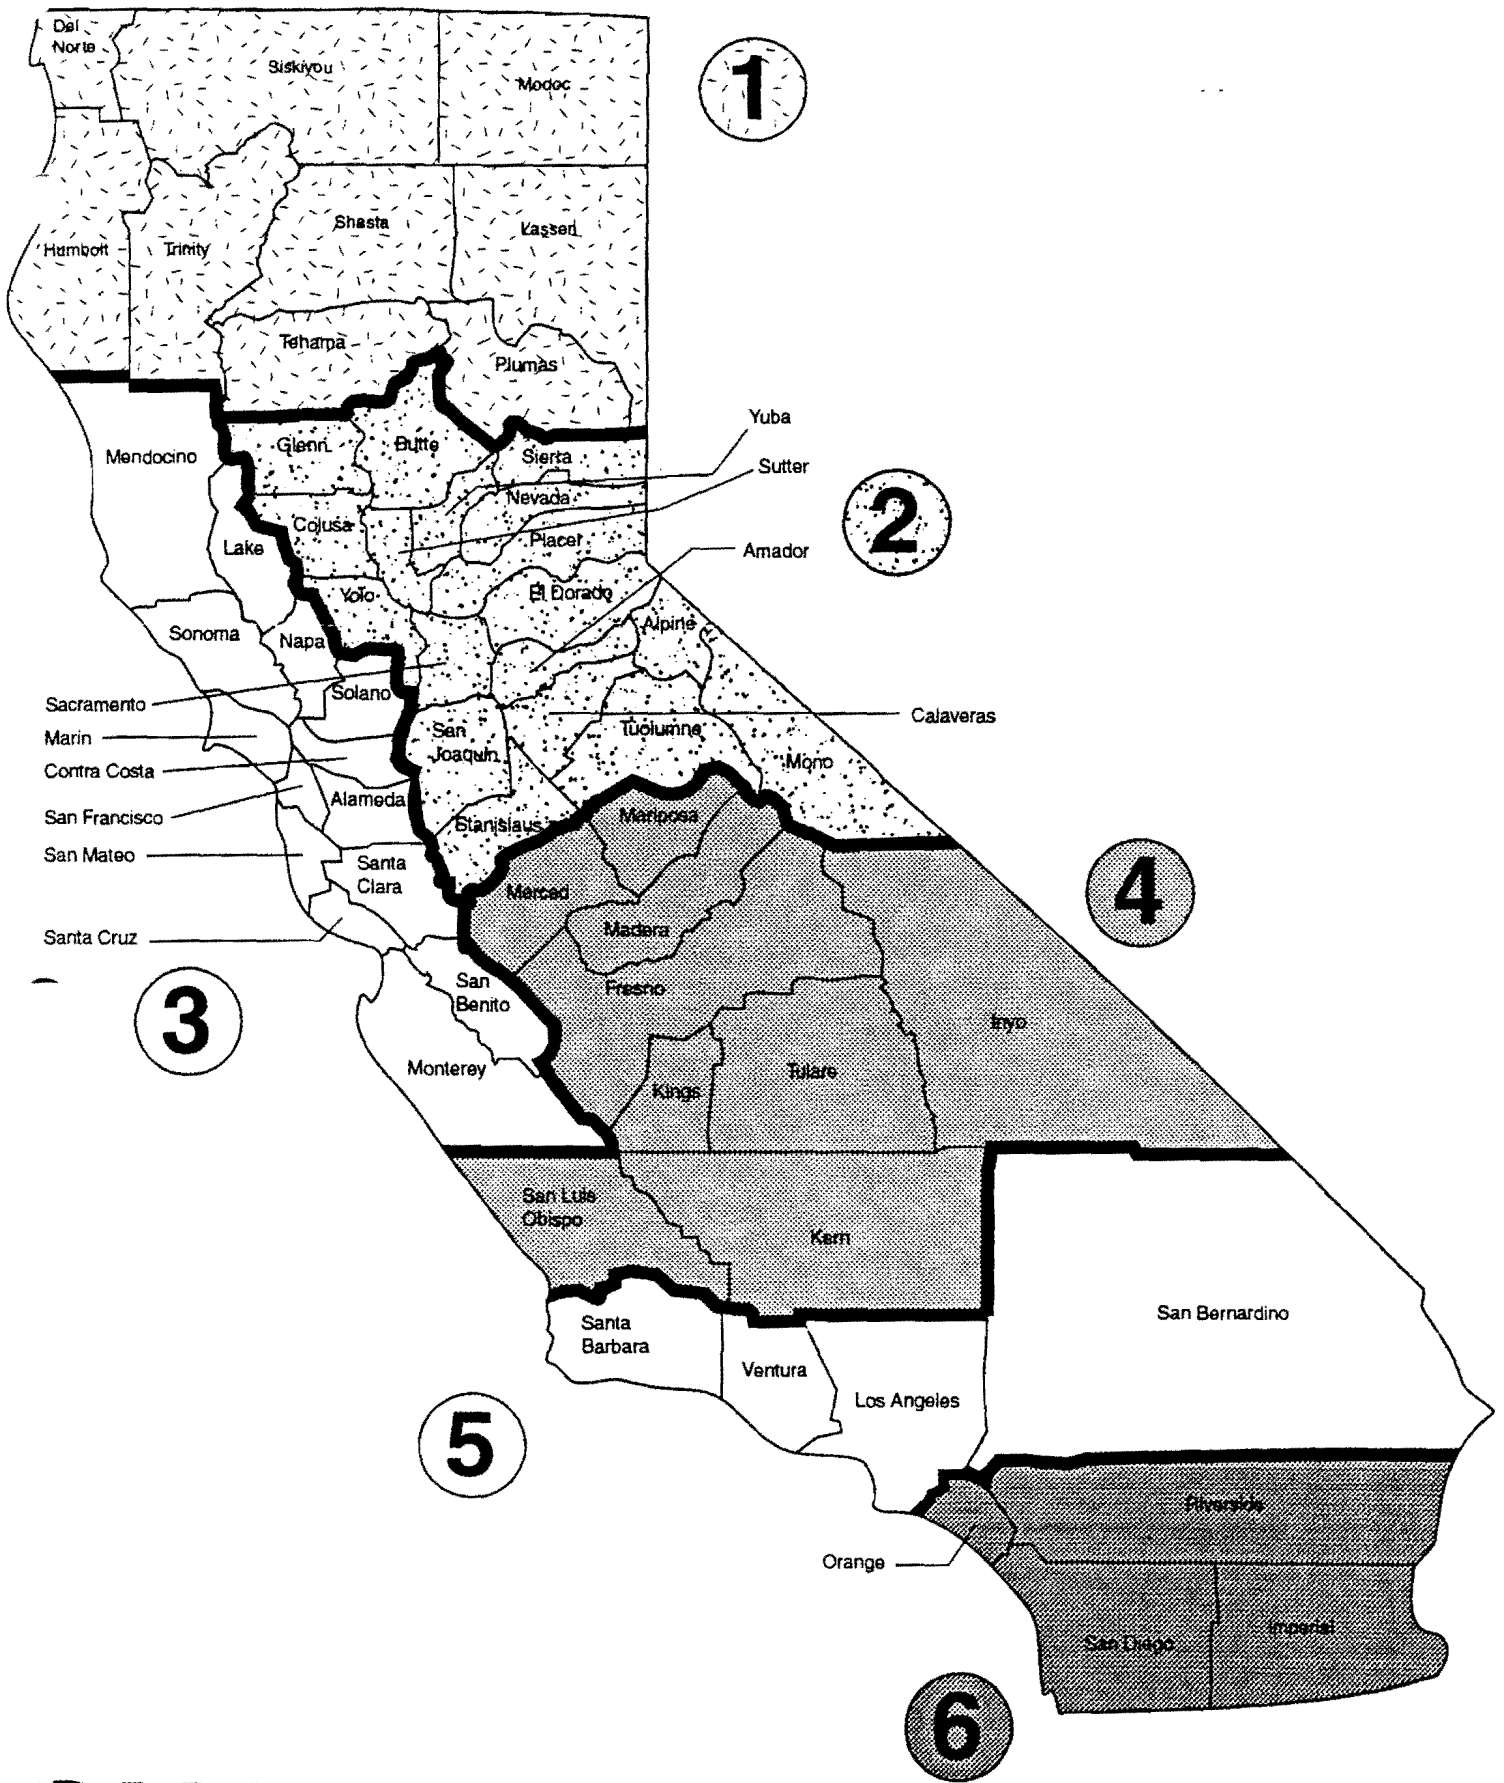 Del
Norte
Siskiyou
Modoc
1
Humbolt
Trinity
Shasta
Lassen
Tehama
Plumas
Yuba
Mendocino
Glenn
Butte
Sierra
Sutter
Nevada
Colusa
2
Lake
Placer
Amador
Yolo
El Dorado
Sonoma
Napa
Alpine
Sacramento
Solano
Calaveras
Marin
San
Joaquin
Tuolumne
Mono
Contra Costa
Alameda
San Francisco
Stanislaus
Mariposa
San Mateo
Santa
Clara
Merced
4
Santa Cruz
Madera
San
Benito
Fresno
3
Inyo
Monterey
Kings
Tulare
San Luis
Obispo
Kern
Santa
Barbara
San Bernardino
Ventura
Los Angeles
5
Riverside
Orange
San Diego
Imperial
6